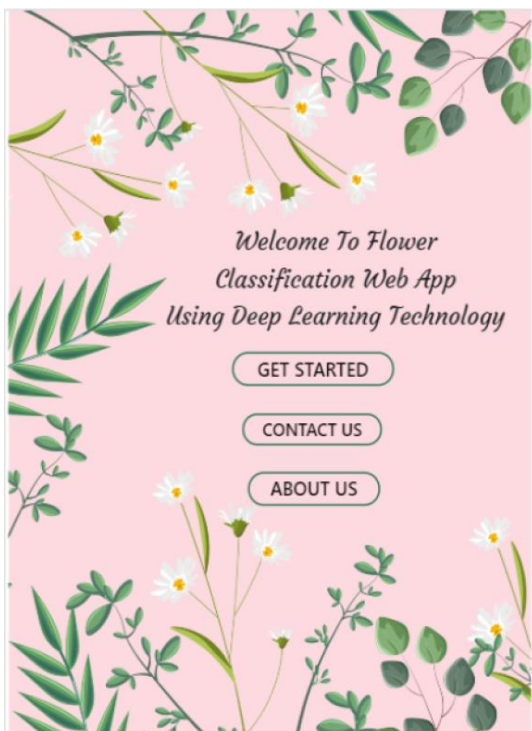 Welcome To Flower
Classification Web App
Using Deep Learning Technology
GET STARTED
CONTACT US
ABOUT US